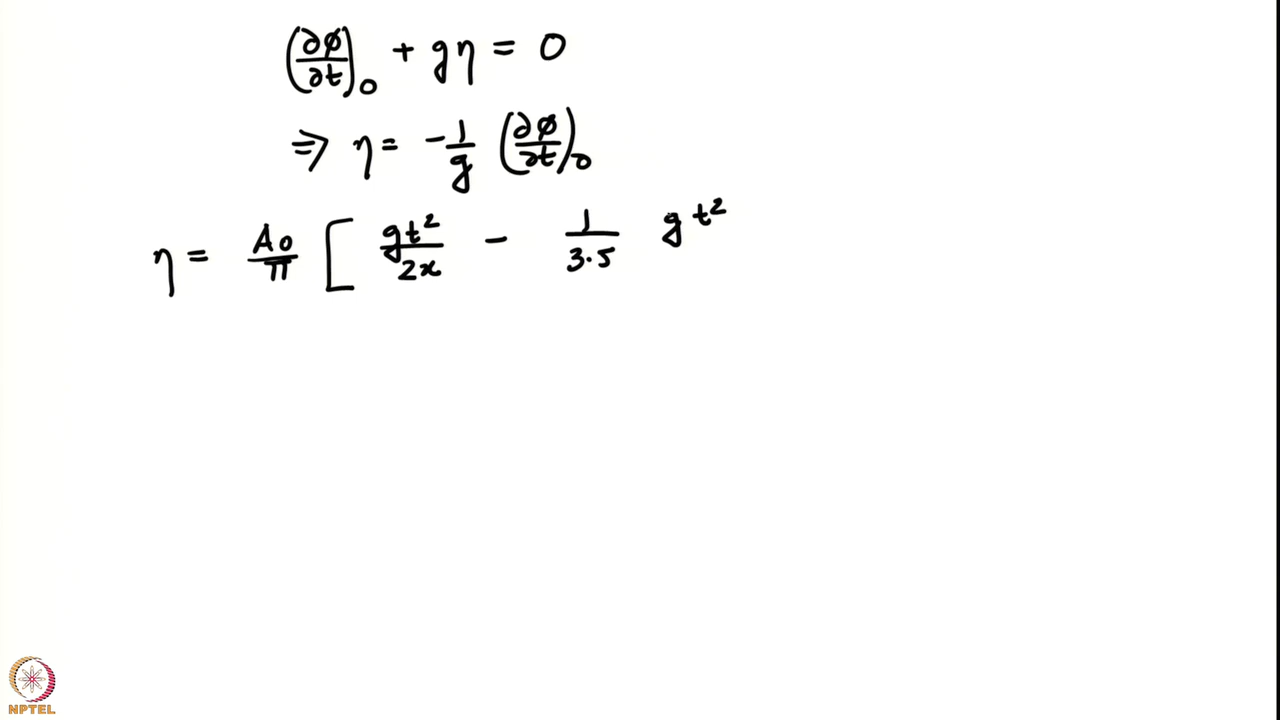 (∂φ/∂t)₀ + gη = 0
⇒ η = -1/g (∂φ/∂t)₀
η = A₀/π [ gt²/2x - 1/3·5 gt²
NPTEL